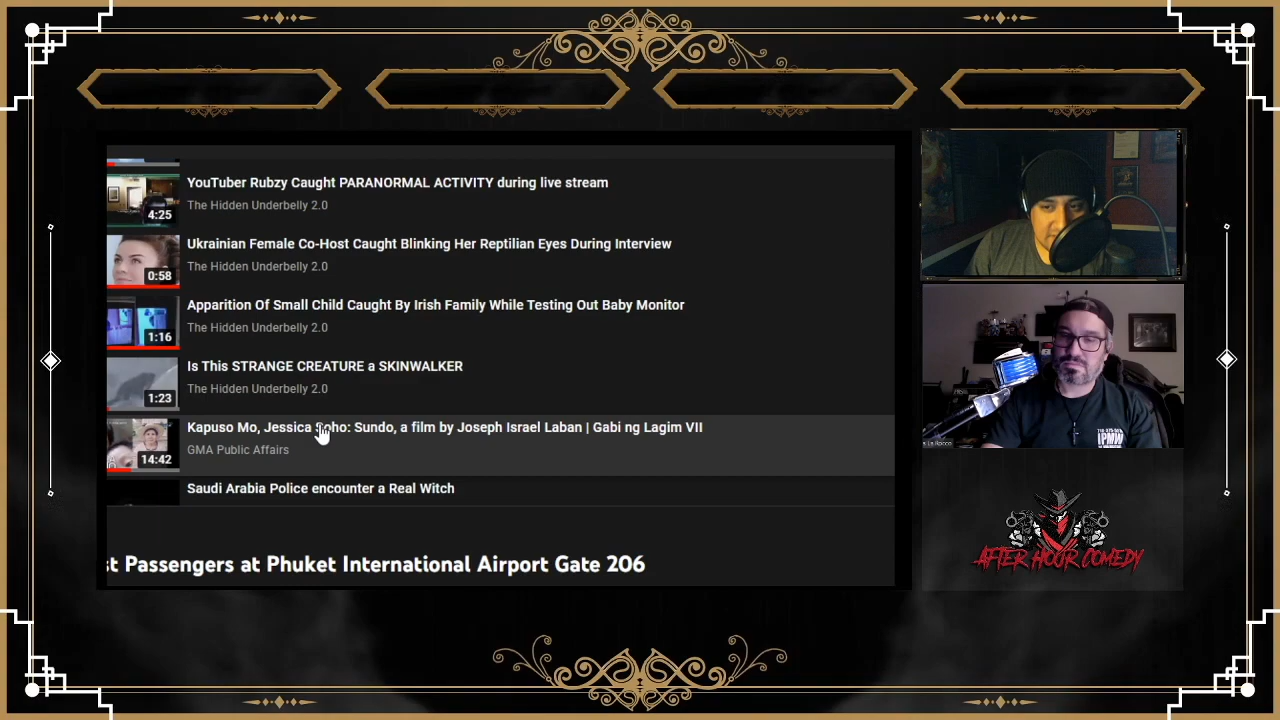 YouTuber Rubzy Caught PARANORMAL ACTIVITY during live stream
The Hidden Underbelly 2.0
4:25
Ukrainian Female Co-Host Caught Blinking Her Reptilian Eyes During Interview
The Hidden Underbelly 2.0
0:58
Apparition Of Small Child Caught By Irish Family While Testing Out Baby Monitor
The Hidden Underbelly 2.0
1:16
Is This STRANGE CREATURE a SKINWALKER
The Hidden Underbelly 2.0
1:23
Kapuso Mo, Jessica Soho: Sundo, a film by Joseph Israel Laban | Gabi ng Lagim VII
GMA Public Affairs
14:42
Saudi Arabia Police encounter a Real Witch
st Passengers at Phuket International Airport Gate 206
La Rocco
IPMW
AFTER HOUR COMEDY